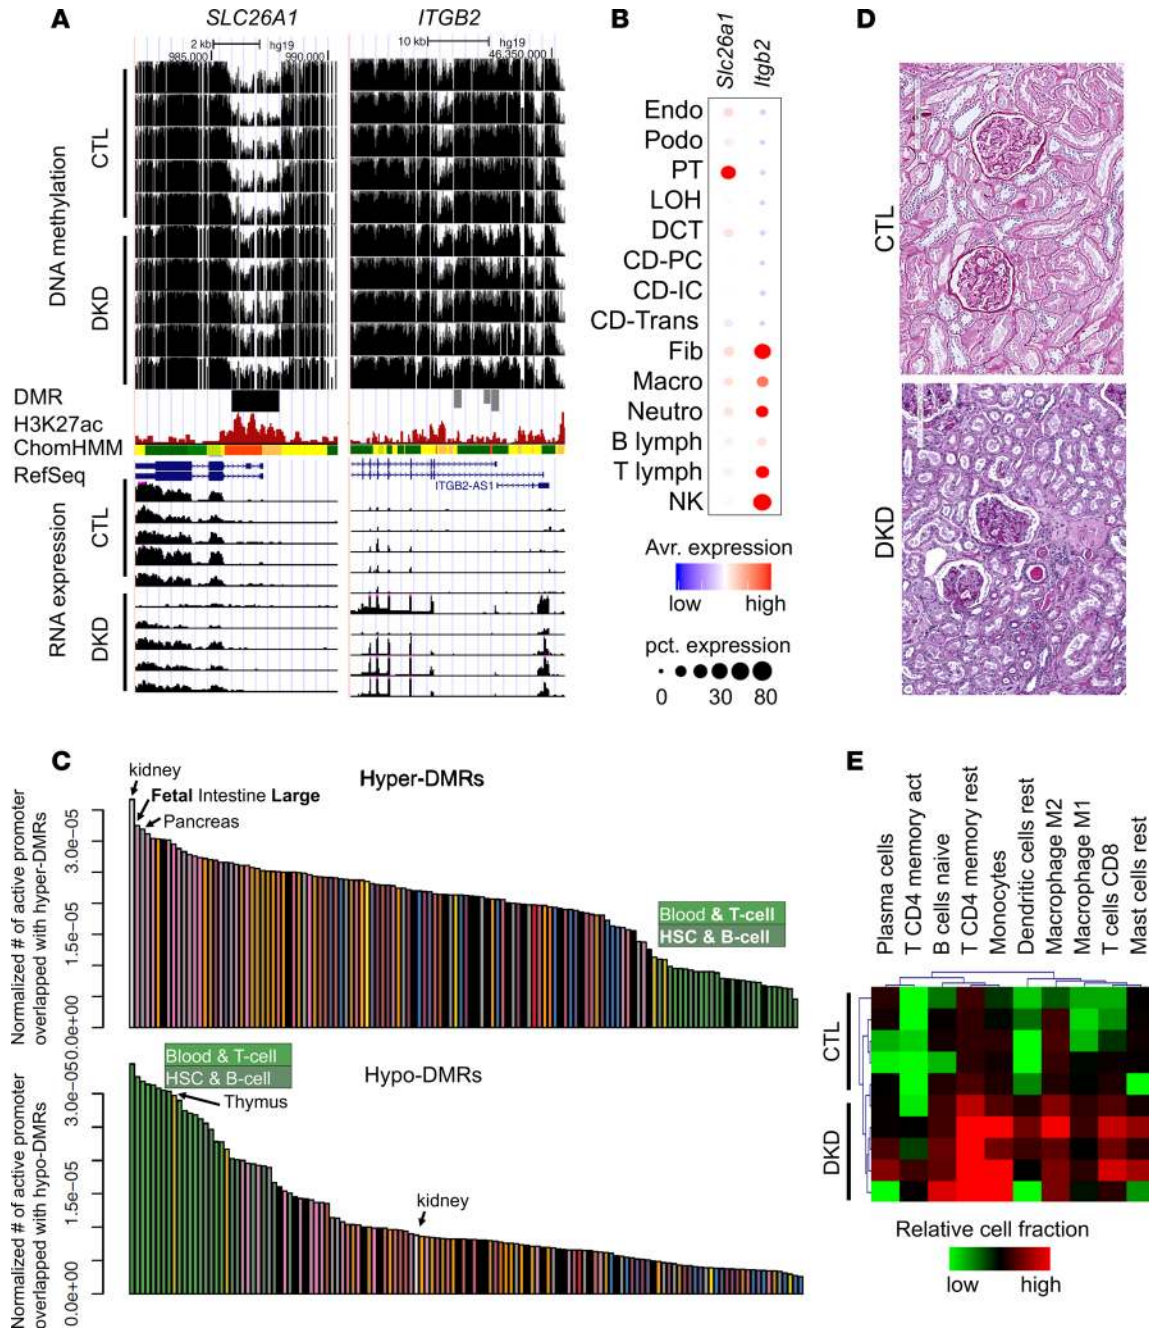 A
SLC26A1
ITGB2
2 kb
hg19
985,000
990,000
10 kb
hg19
46,350,000
DNA methylation
CTL
DKD
DMR
H3K27ac
ChomHMM
RefSeq
ITGB2-AS1
RNA expression
CTL
DKD
B
Slc26a1
Itgb2
Endo
Podo
PT
LOH
DCT
CD-PC
CD-IC
CD-Trans
Fib
Macro
Neutro
B lymph
T lymph
NK
Avr. expression
low
high
pct. expression
0
30
80
D
CTL
DKD
C
Hyper-DMRs
kidney
Fetal Intestine Large
Pancreas
Blood & T-cell
HSC & B-cell
Normalized # of active promoter
overlapped with hyper-DMRs
0.0e+00
1.5e-05
3.0e-05
Hypo-DMRs
Blood & T-cell
HSC & B-cell
Thymus
kidney
Normalized # of active promoter
overlapped with hypo-DMRs
0.0e+00
1.5e-05
3.0e-05
E
Plasma cells
T CD4 memory act
B cells naive
T CD4 memory rest
Monocytes
Dendritic cells rest
Macrophage M2
Macrophage M1
T cells CD8
Mast cells rest
CTL
DKD
Relative cell fraction
low
high